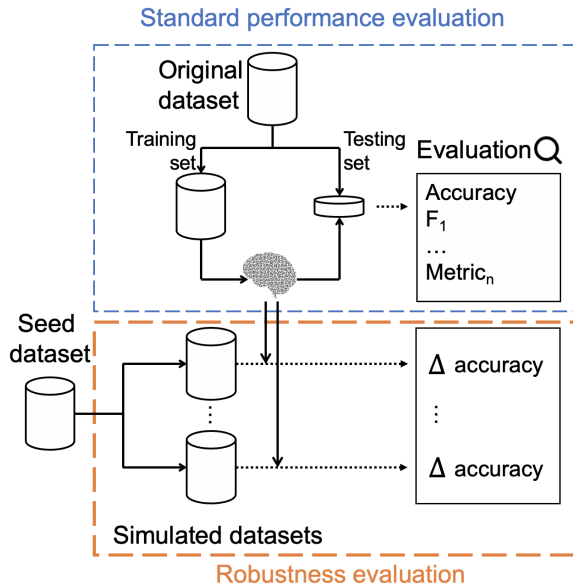 Standard performance evaluation
Original
dataset
Training
set
Testing
set
Evaluation
Accuracy
F1
...
Metricn
Seed
dataset
Δ accuracy
⋮
⋮
Δ accuracy
Simulated datasets
Robustness evaluation